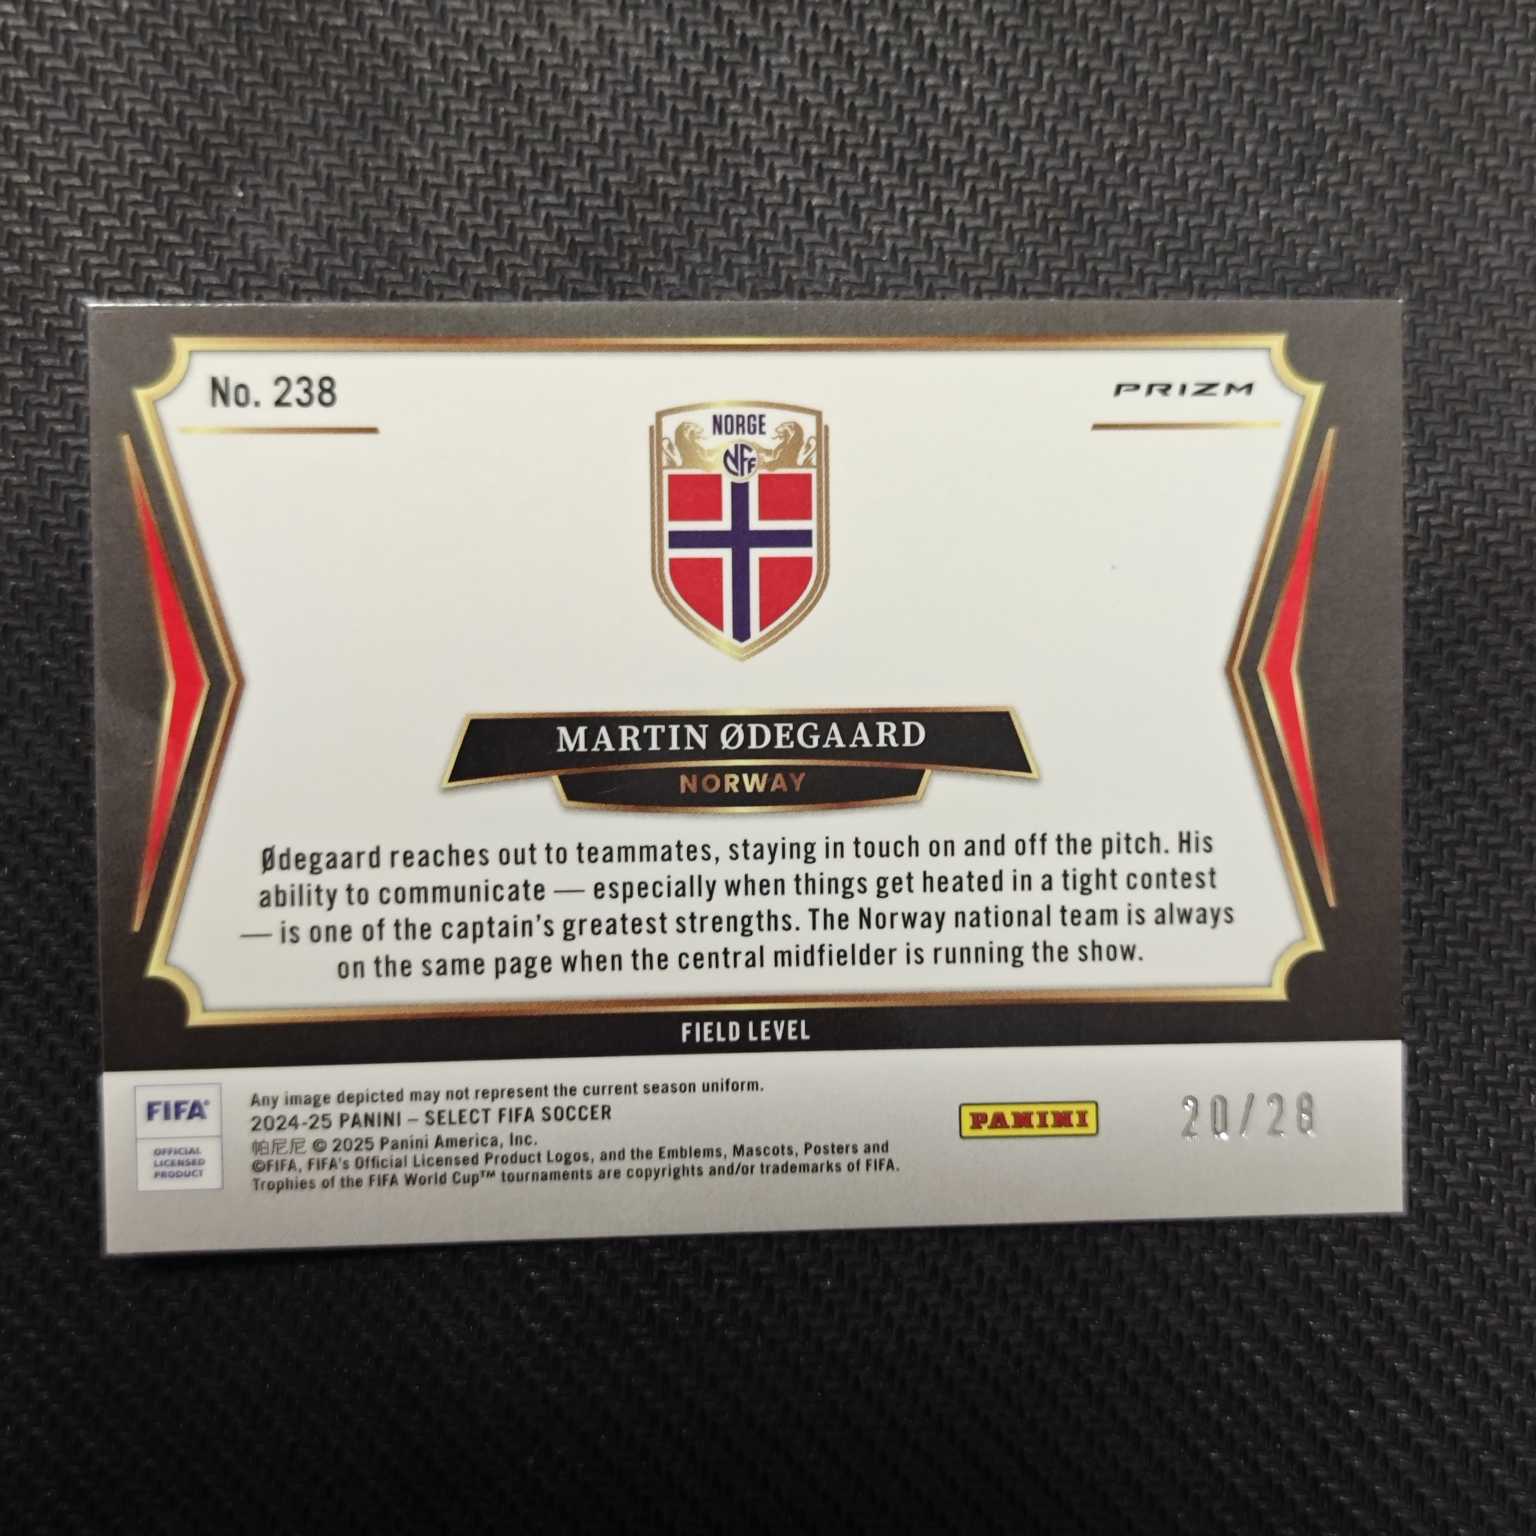 No. 238
PRIZM
NORGE
NFF
MARTIN ØDEGAARD
NORWAY
Ødegaard reaches out to teammates, staying in touch on and off the pitch. His
ability to communicate — especially when things get heated in a tight contest
— is one of the captain's greatest strengths. The Norway national team is always
on the same page when the central midfielder is running the show.
FIELD LEVEL
FIFA®
OFFICIAL
LICENSED
PRODUCT
Any image depicted may not represent the current season uniform.
2024-25 PANINI – SELECT FIFA SOCCER
帕尼尼 © 2025 Panini America, Inc.
©FIFA, FIFA's Official Licensed Product Logos, and the Emblems, Mascots, Posters and
Trophies of the FIFA World Cup™ tournaments are copyrights and/or trademarks of FIFA.
PANINI
20/28